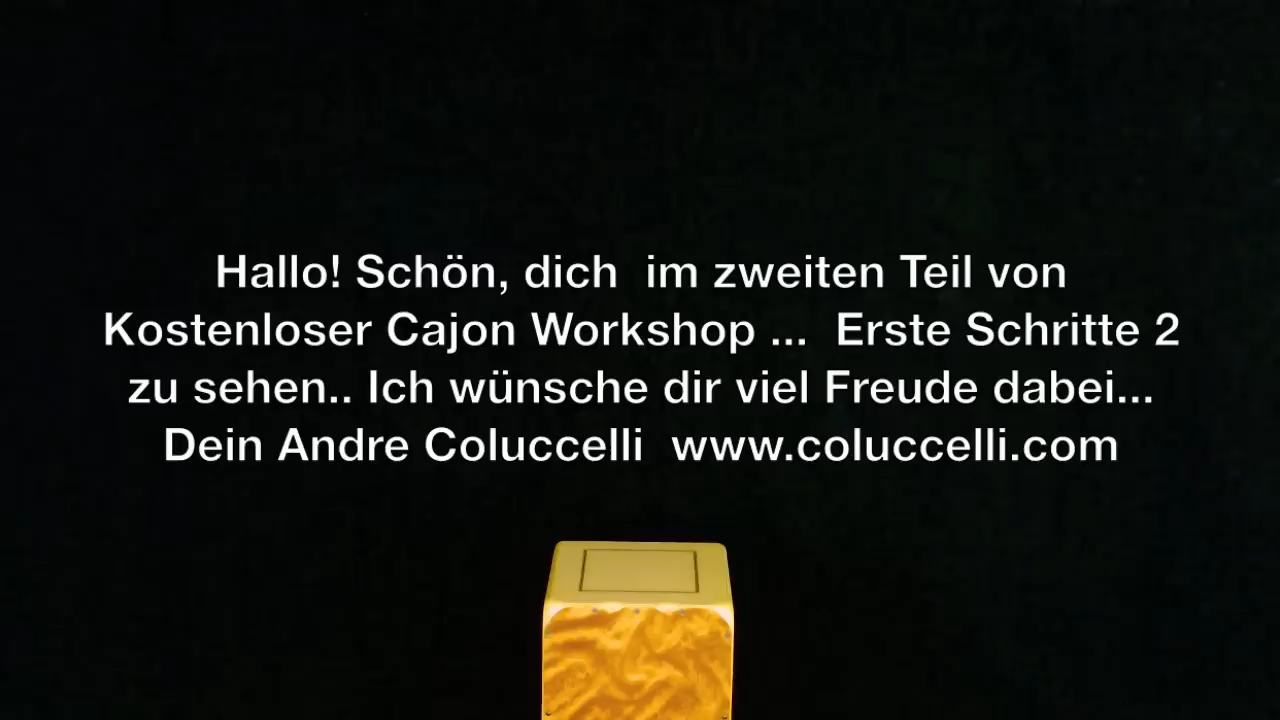 Hallo! Schön, dich  im zweiten Teil von
Kostenloser Cajon Workshop ...  Erste Schritte 2
zu sehen.. Ich wünsche dir viel Freude dabei...
Dein Andre Coluccelli  www.coluccelli.com